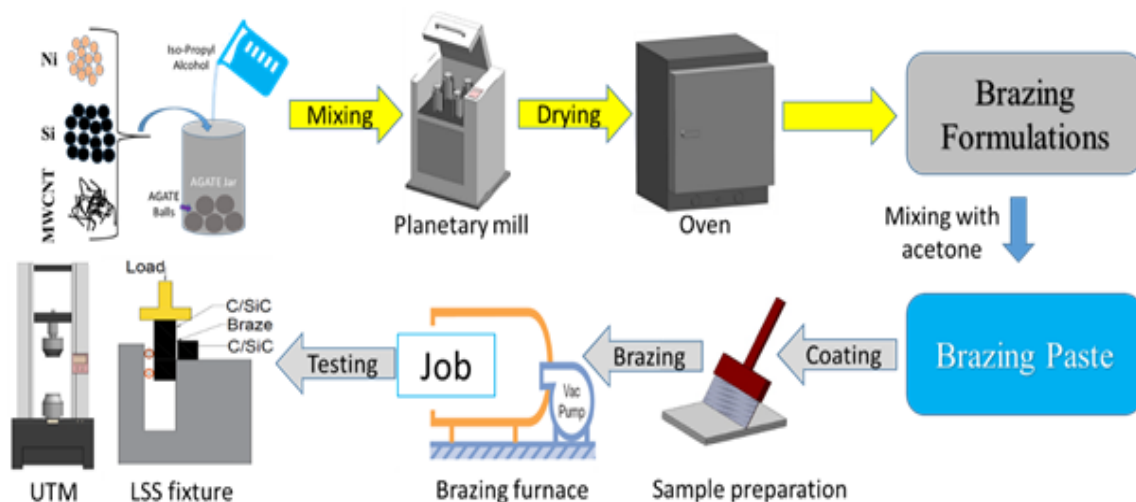 Ni
Si
MWCNT
Iso-Propyl
Alcohol
AGATE Jar
AGATE
Balls
Mixing
Planetary mill
Drying
Oven
Brazing
Formulations
Mixing with
acetone
Brazing Paste
Coating
Sample preparation
Brazing
Vac
Pump
Job
Brazing furnace
Testing
Load
C/SiC
Braze
C/SiC
LSS fixture
UTM